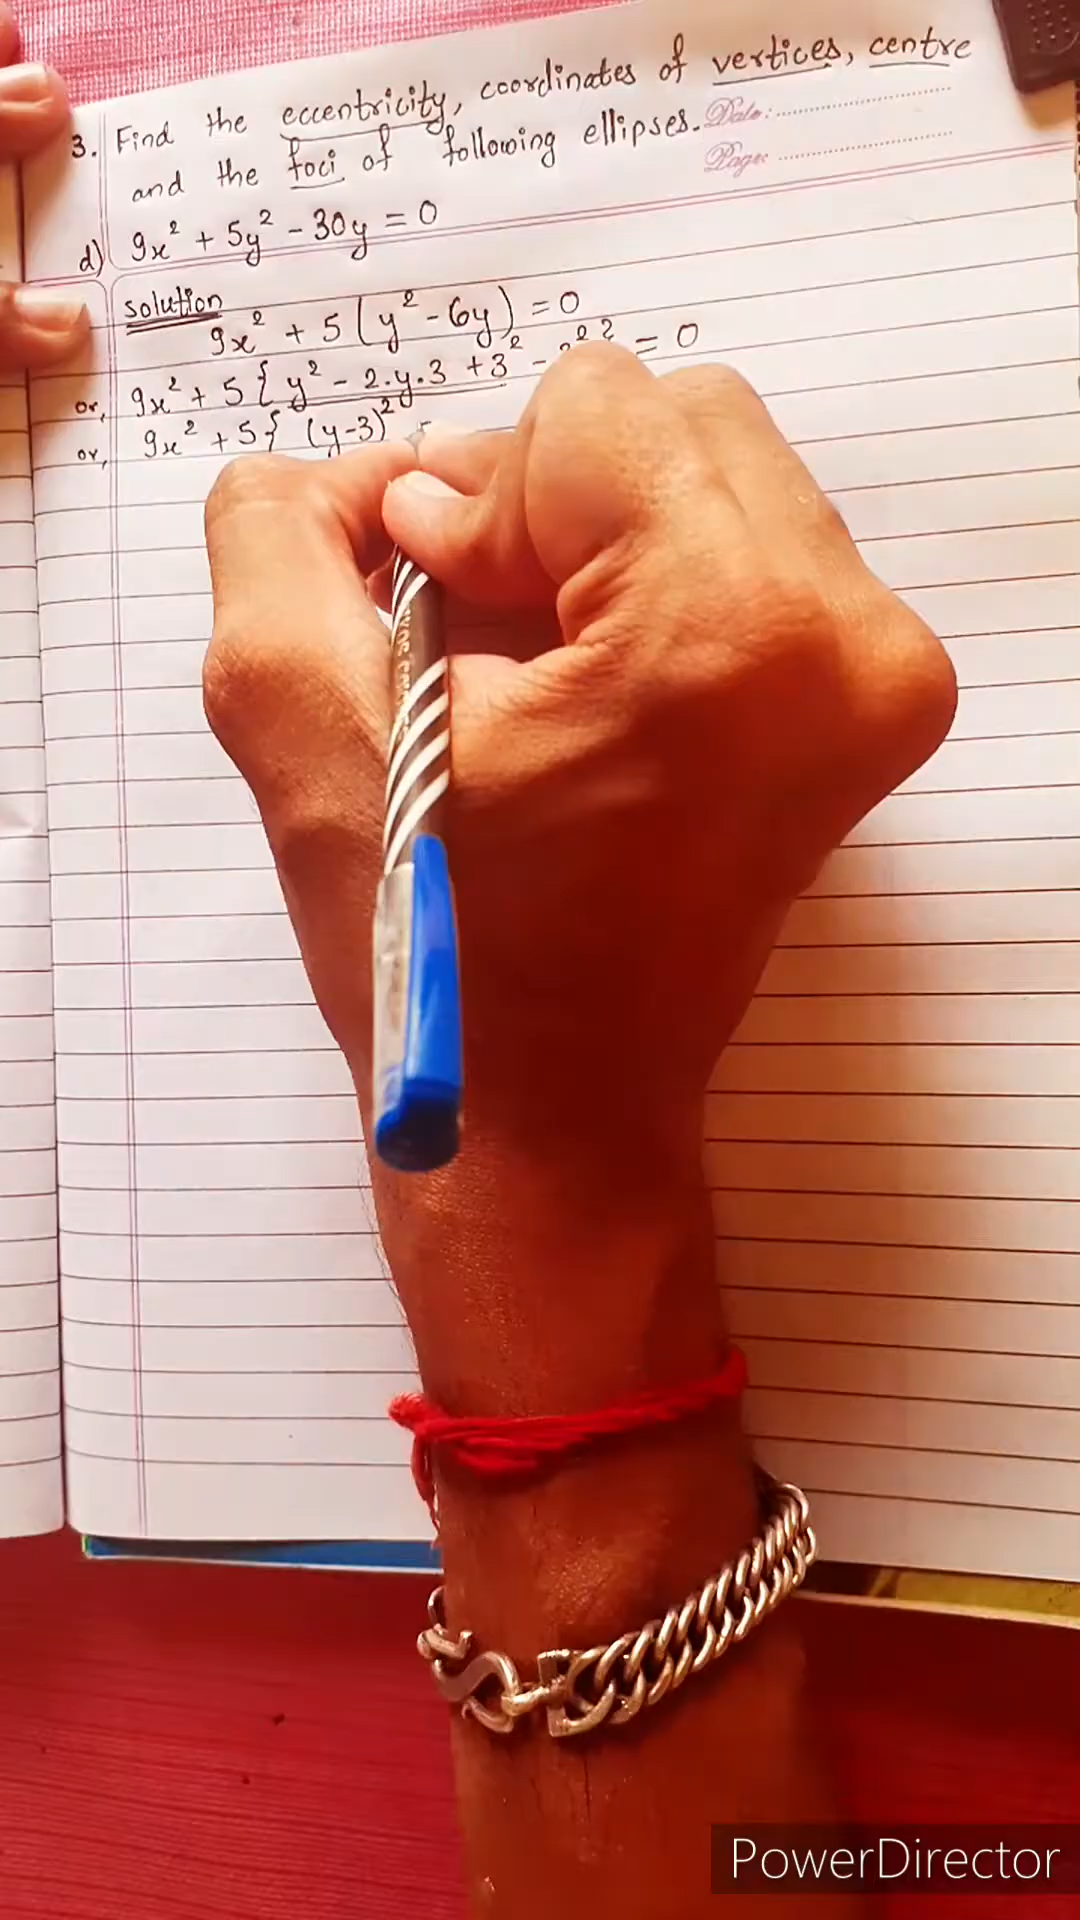 3. Find the eccentricity, coordinates of vertices, centre
and the foci of following ellipses.
Date:
Page:
d) 9x² + 5y² - 30y = 0
solution
9x² + 5(y² - 6y) = 0
or, 9x² + 5{ y² - 2.y.3 + 3² - = 0
or, 9x² + 5{ (y-3)²
PowerDirector